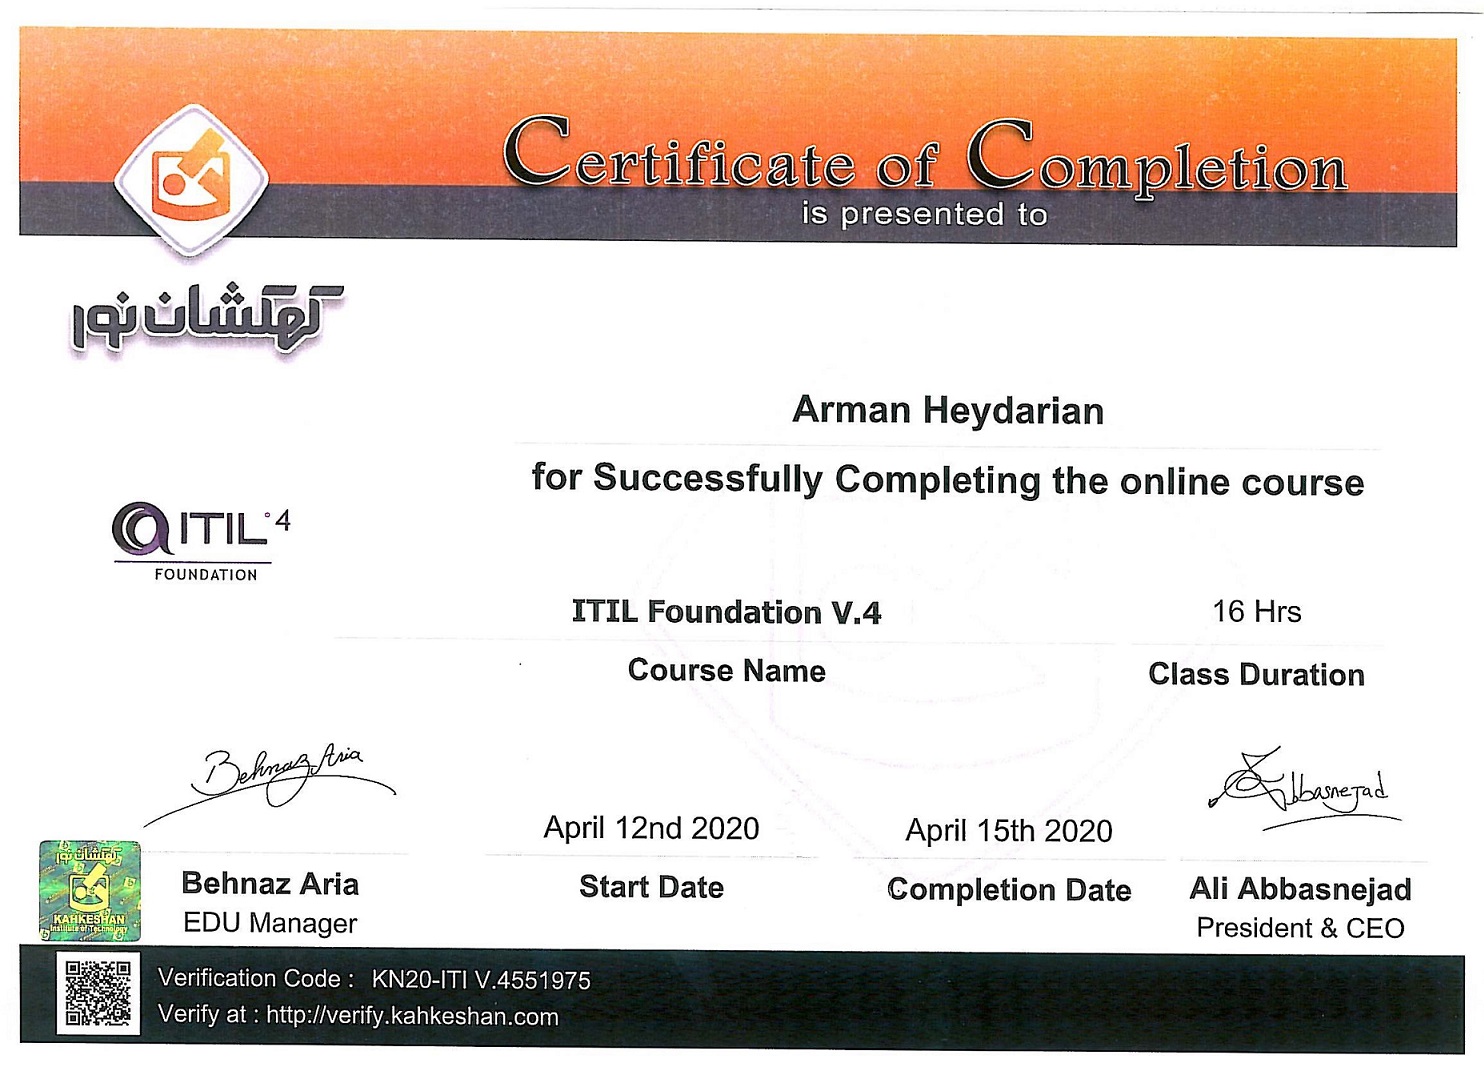 Certificate of Completion
is presented to
کهکشان نور
Arman Heydarian
for Successfully Completing the online course
ITIL® 4
FOUNDATION
ITIL Foundation V.4
16 Hrs
Course Name
Class Duration
Behnaz Aria
Abbasnejad
April 12nd 2020
April 15th 2020
کهکشان نور
KAHKESHAN
Institute of Technology
Behnaz Aria
EDU Manager
Start Date
Completion Date
Ali Abbasnejad
President & CEO
Verification Code : KN20-ITI V.4551975
Verify at : http://verify.kahkeshan.com